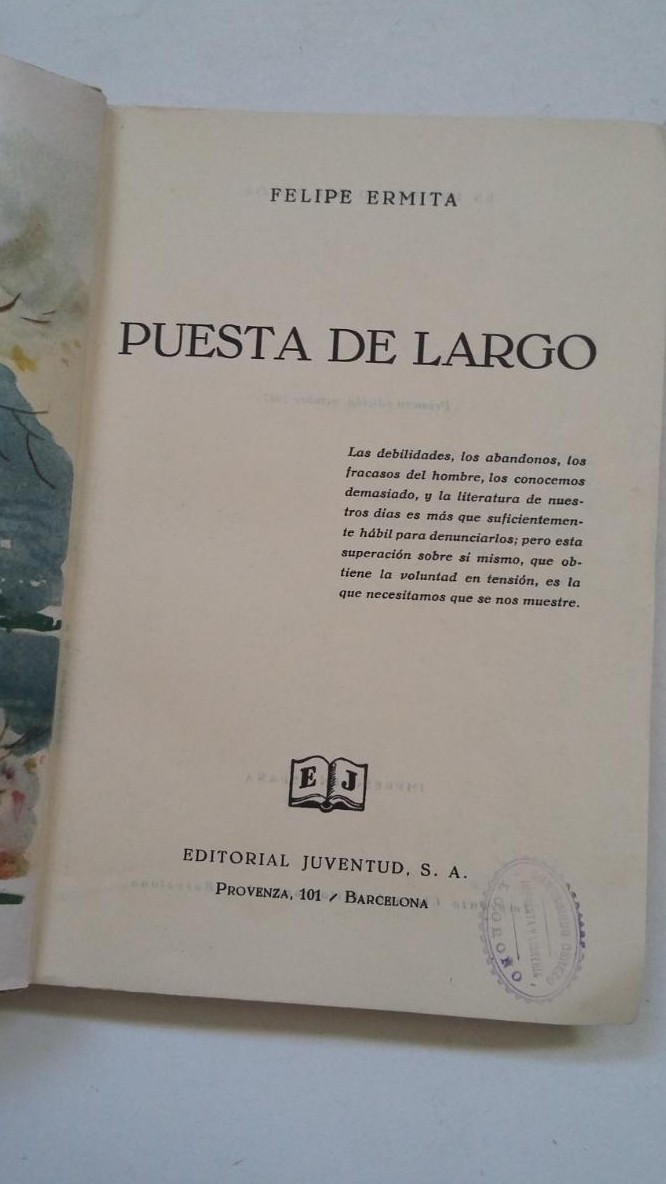 FELIPE ERMITA
PUESTA DE LARGO
Las debilidades, los abandonos, los
fracasos del hombre, los conocemos
demasiado, y la literatura de nues-
tros días es más que suficientemen-
te hábil para denunciarlos; pero esta
superación sobre sí mismo, que ob-
tiene la voluntad en tensión, es la
que necesitamos que se nos muestre.
E J
EDITORIAL JUVENTUD, S. A.
PROVENZA, 101 / BARCELONA
LOGROÑO